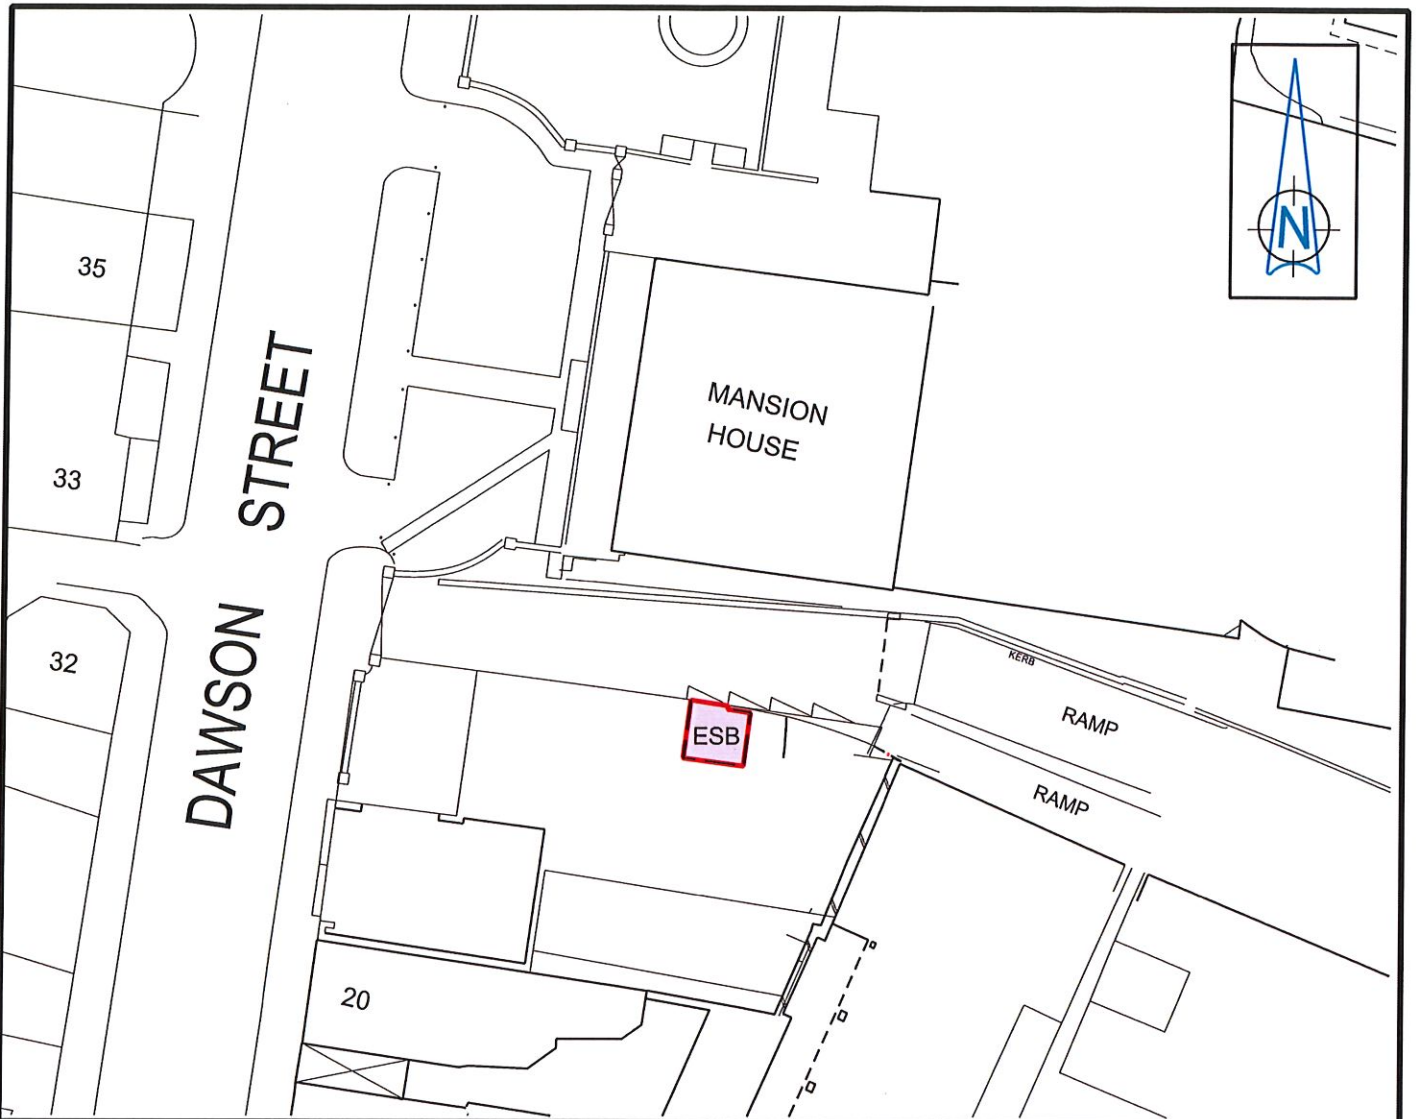 N
35
MANSION
HOUSE
33
DAWSON STREET
32
KERB
RAMP
ESB
RAMP
20